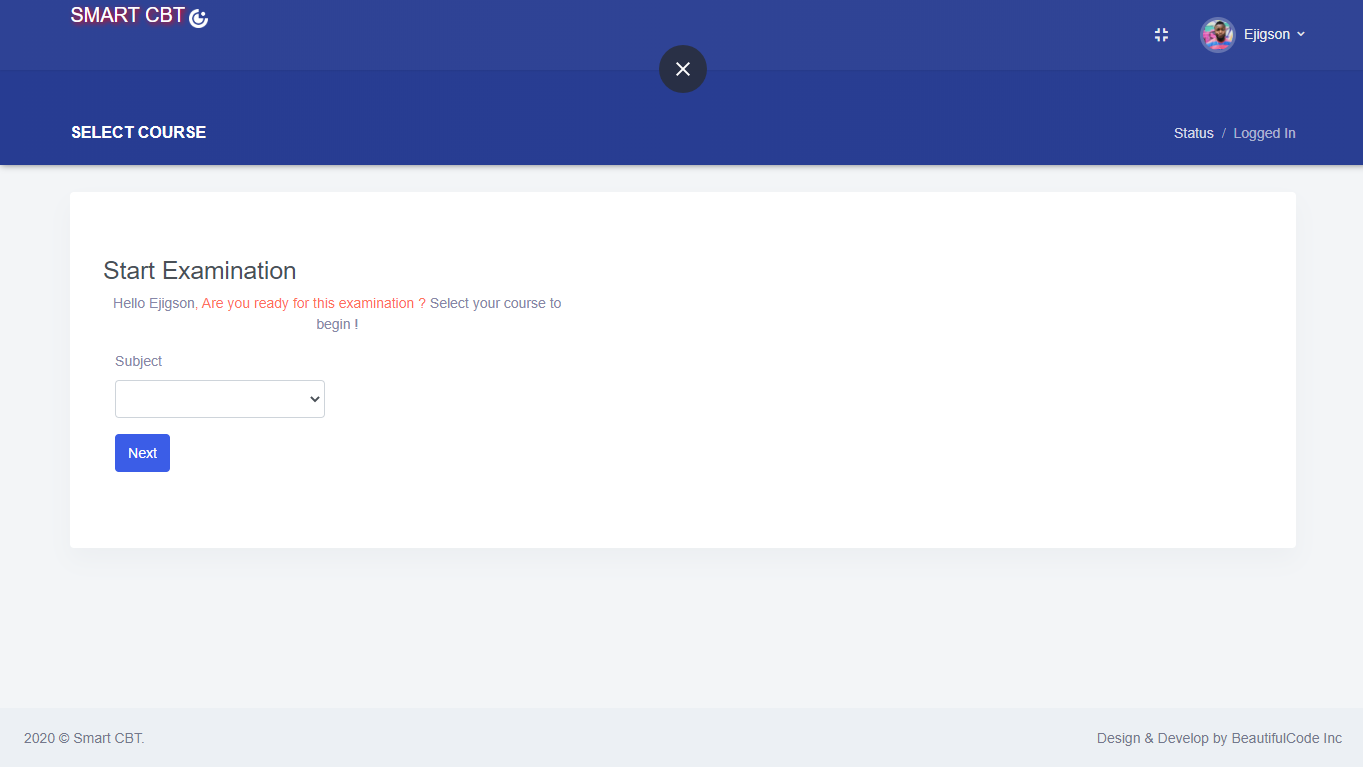 SMART CBT
Ejigson
SELECT COURSE
Status / Logged In
Start Examination
Hello Ejigson, Are you ready for this examination ? Select your course to
begin !
Subject
Next
2020 © Smart CBT.
Design & Develop by BeautifulCode Inc